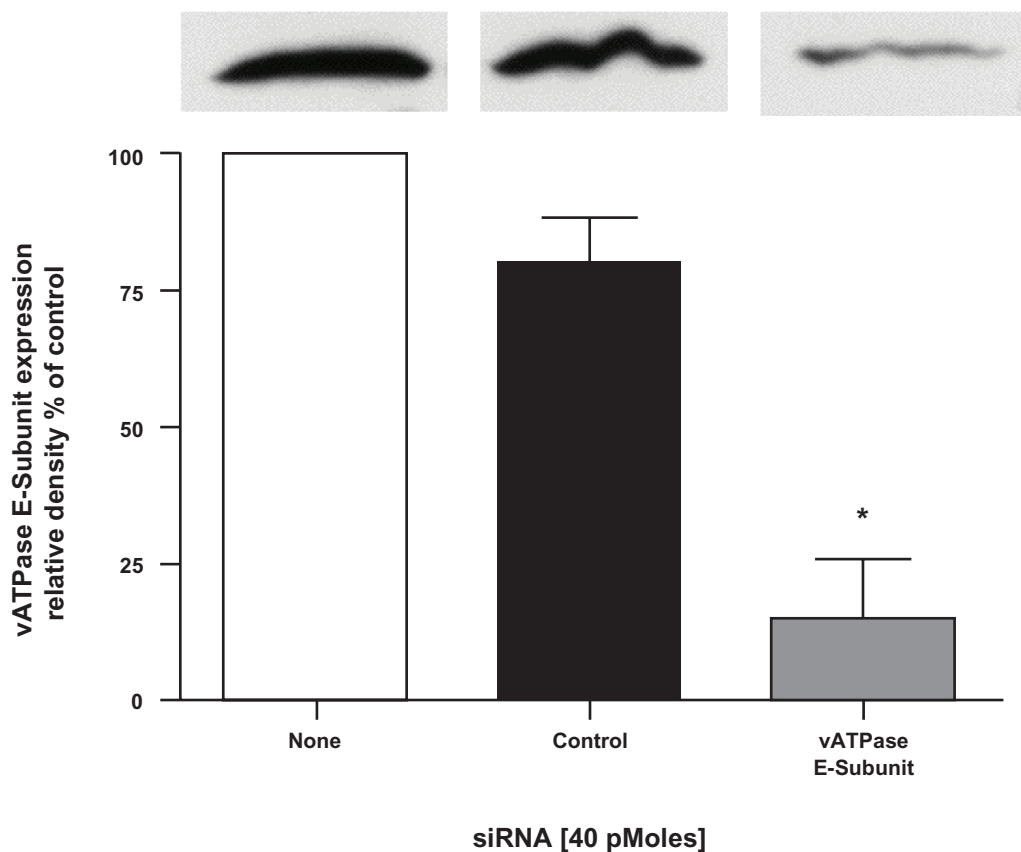 100
75
50
25
0
vATPase E-Subunit expression
relative density % of control
*
None
Control
vATPase
E-Subunit
siRNA [40 pMoles]